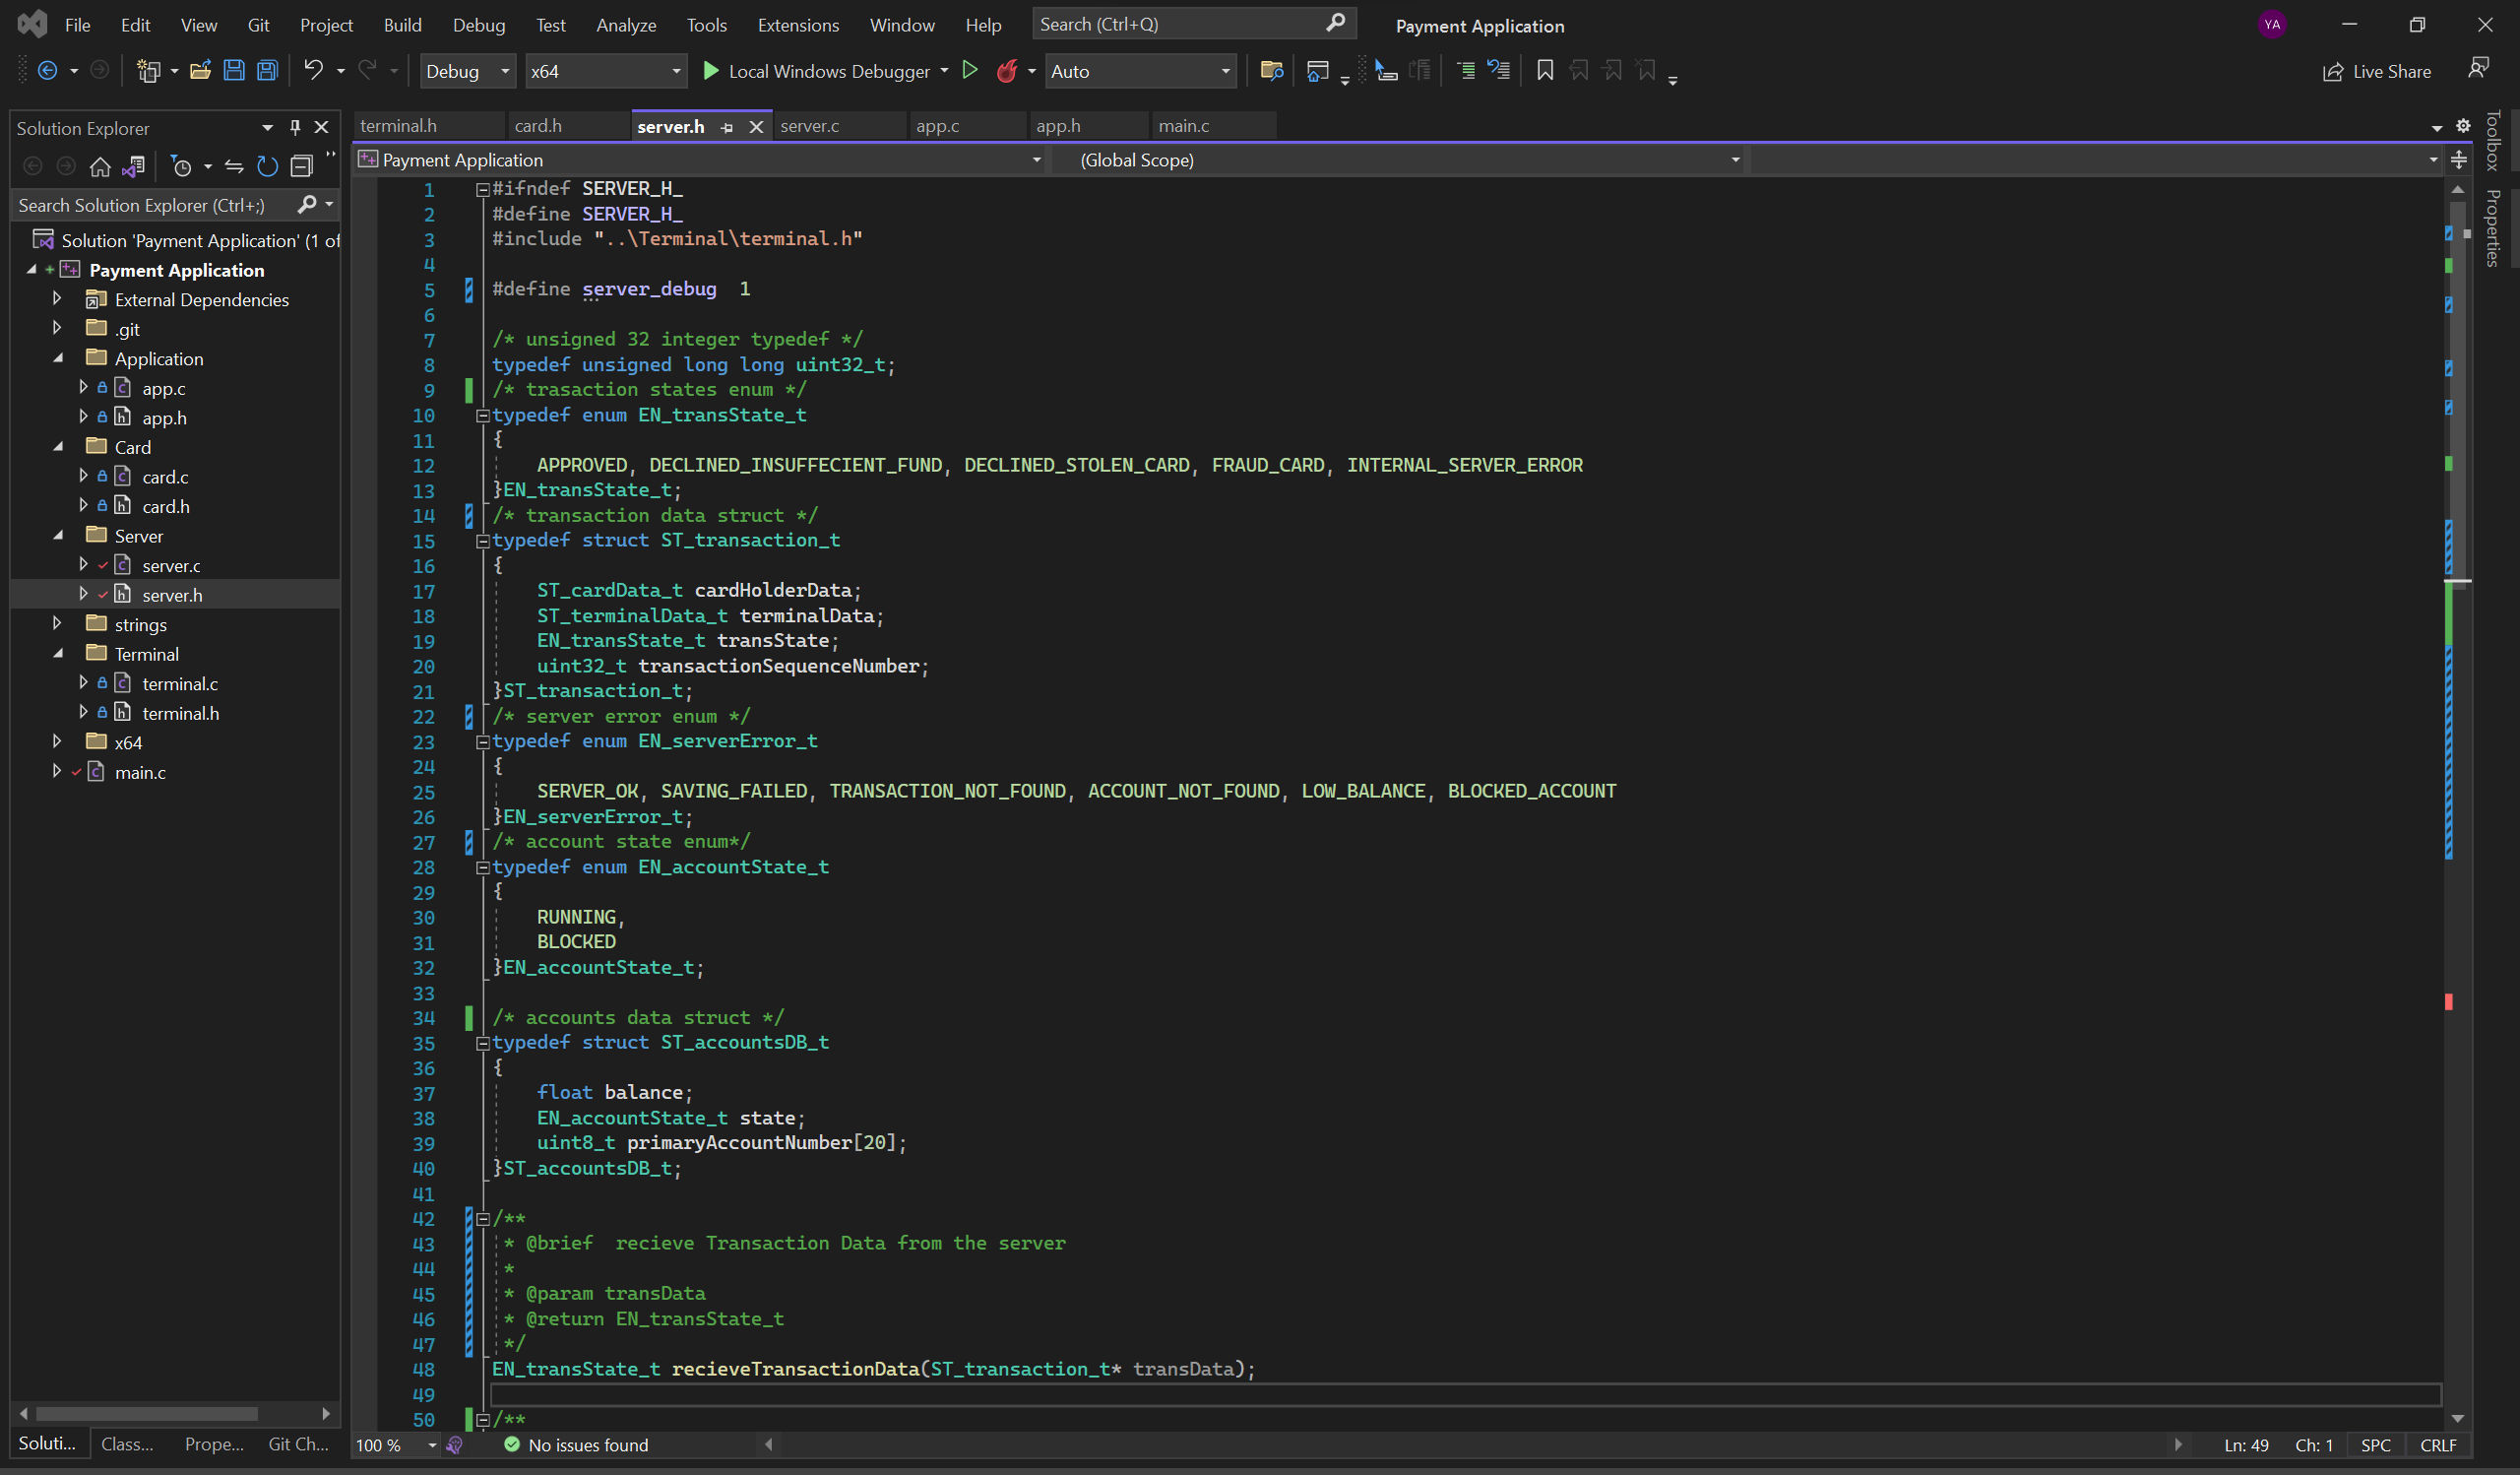 File Edit View Git Project Build Debug Test Analyze Tools Extensions Window Help Search (Ctrl+Q) Payment Application YA
Debug x64 Local Windows Debugger Auto Live Share
Solution Explorer
Search Solution Explorer (Ctrl+;)
Solution 'Payment Application' (1 of
Payment Application
External Dependencies
.git
Application
app.c
app.h
Card
card.c
card.h
Server
server.c
server.h
strings
Terminal
terminal.c
terminal.h
x64
main.c
Soluti... Class... Prope... Git Ch...
terminal.h card.h server.h server.c app.c app.h main.c
Payment Application (Global Scope)
1 #ifndef SERVER_H_
2 #define SERVER_H_
3 #include "..\Terminal\terminal.h"
4
5 #define server_debug 1
6
7 /* unsigned 32 integer typedef */
8 typedef unsigned long long uint32_t;
9 /* trasaction states enum */
10 typedef enum EN_transState_t
11 {
12 APPROVED, DECLINED_INSUFFECIENT_FUND, DECLINED_STOLEN_CARD, FRAUD_CARD, INTERNAL_SERVER_ERROR
13 }EN_transState_t;
14 /* transaction data struct */
15 typedef struct ST_transaction_t
16 {
17 ST_cardData_t cardHolderData;
18 ST_terminalData_t terminalData;
19 EN_transState_t transState;
20 uint32_t transactionSequenceNumber;
21 }ST_transaction_t;
22 /* server error enum */
23 typedef enum EN_serverError_t
24 {
25 SERVER_OK, SAVING_FAILED, TRANSACTION_NOT_FOUND, ACCOUNT_NOT_FOUND, LOW_BALANCE, BLOCKED_ACCOUNT
26 }EN_serverError_t;
27 /* account state enum*/
28 typedef enum EN_accountState_t
29 {
30 RUNNING,
31 BLOCKED
32 }EN_accountState_t;
33
34 /* accounts data struct */
35 typedef struct ST_accountsDB_t
36 {
37 float balance;
38 EN_accountState_t state;
39 uint8_t primaryAccountNumber[20];
40 }ST_accountsDB_t;
41
42 /**
43 * @brief recieve Transaction Data from the server
44 *
45 * @param transData
46 * @return EN_transState_t
47 */
48 EN_transState_t recieveTransactionData(ST_transaction_t* transData);
49
50 /**
100 % No issues found Ln: 49 Ch: 1 SPC CRLF
Toolbox
Properties